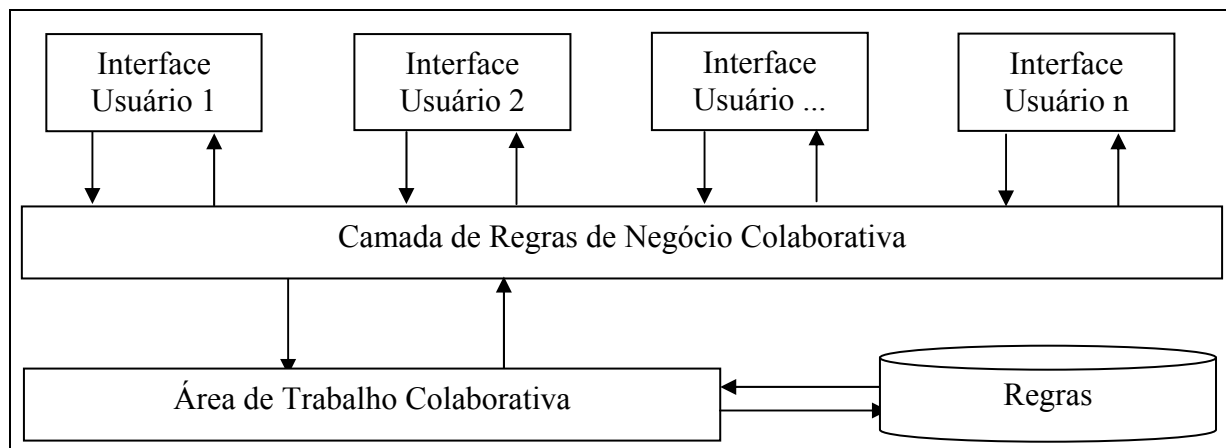 Interface
Usuário 1
Interface
Usuário 2
Interface
Usuário ...
Interface
Usuário n
Camada de Regras de Negócio Colaborativa
Área de Trabalho Colaborativa
Regras